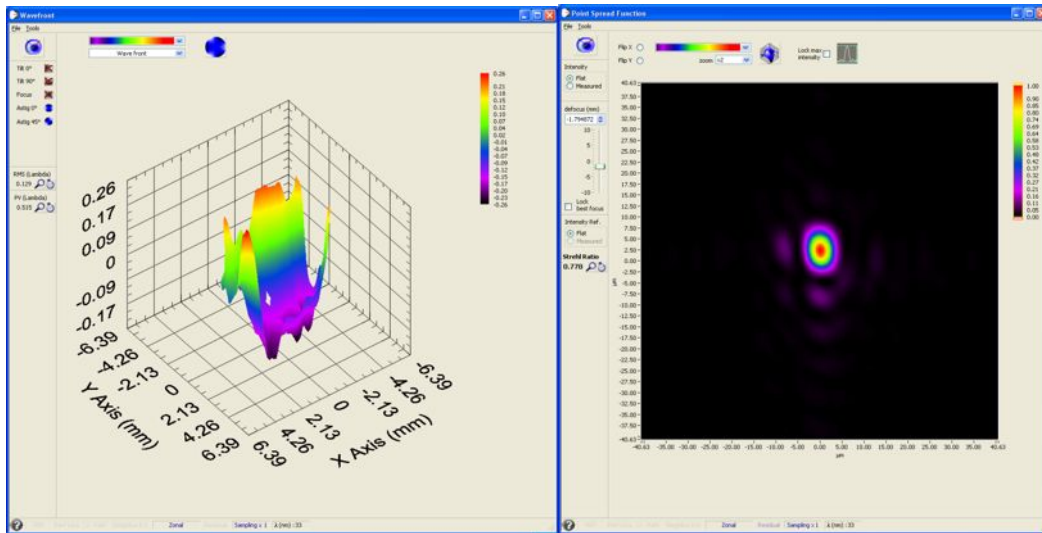 Wavefront
File Tools
Wave front
Tilt 0°
Tilt 90°
Focus
Astig 0°
Astig 45°
RMS (Lambda)
0.129
PV (Lambda)
0.515
0.26
0.17
0.09
0
-0.09
-0.17
-6.39
-4.26
-2.13
0
2.13
4.26
6.39
Y Axis (mm)
6.39
4.26
2.13
0
-2.13
-4.26
-6.39
X Axis (mm)
0.26
0.21
0.18
0.15
0.12
0.10
0.07
0.04
0.02
-0.01
-0.04
-0.07
-0.09
-0.12
-0.15
-0.17
-0.20
-0.23
-0.26
Zonal
Sampling x 1
λ (nm) :33
Point Spread Function
File Tools
Flip X
Flip Y
zoom x2
Lock max
intensity
Intensity
Flat
Measured
defocus (mm)
-1.794872
10
5
0
-5
-10
Lock
best focus
Intensity Ref.
Flat
Measured
Strehl Ratio
0.770
40.63
37.50
35.00
32.50
30.00
27.50
25.00
22.50
20.00
17.50
15.00
12.50
10.00
7.50
5.00
2.50
0.00
-2.50
-5.00
-7.50
-10.00
-12.50
-15.00
-17.50
-20.00
-22.50
-25.00
-27.50
-30.00
-32.50
-35.00
-37.50
-40.63
µm
-40.63 -35.00 -30.00 -25.00 -20.00 -15.00 -10.00 -5.00 0.00 5.00 10.00 15.00 20.00 25.00 30.00 35.00 40.63
µm
1.00
0.90
0.85
0.80
0.74
0.69
0.64
0.58
0.53
0.48
0.42
0.37
0.32
0.27
0.21
0.16
0.11
0.05
0.00
Zonal
Residual
Sampling x 1
λ (nm) :33